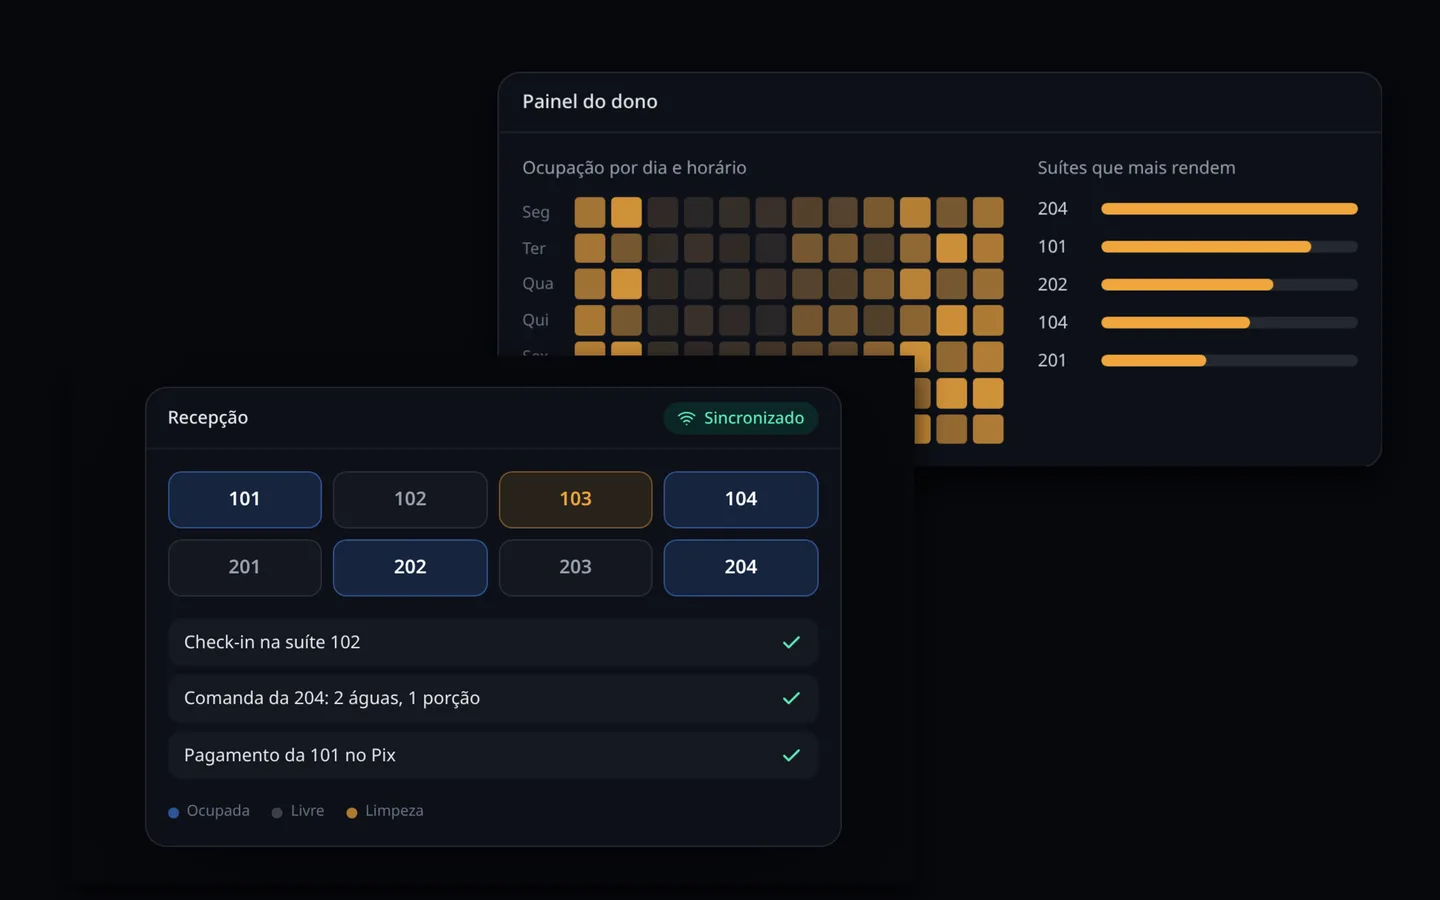 Painel do dono
Ocupação por dia e horário
Seg
Ter
Qua
Qui
Suítes que mais rendem
204
101
202
104
201
Recepção
Sincronizado
101 102 103 104
201 202 203 204
Check-in na suíte 102
Comanda da 204: 2 águas, 1 porção
Pagamento da 101 no Pix
Ocupada Livre Limpeza